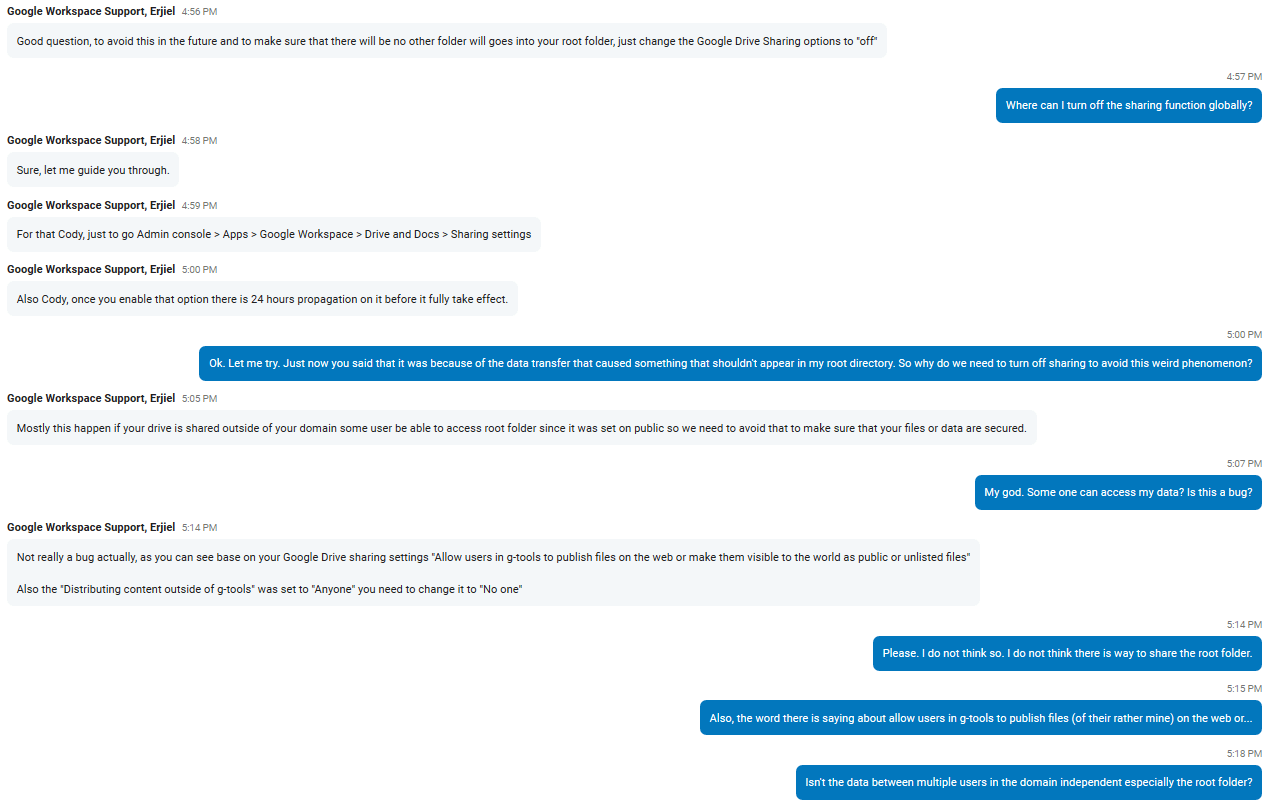 Google Workspace Support, Erjiel 4:56 PM
Good question, to avoid this in the future and to make sure that there will be no other folder will goes into your root folder, just change the Google Drive Sharing options to "off"
4:57 PM
Where can I turn off the sharing function globally?
Google Workspace Support, Erjiel 4:58 PM
Sure, let me guide you through.
Google Workspace Support, Erjiel 4:59 PM
For that Cody, just to go Admin console > Apps > Google Workspace > Drive and Docs > Sharing settings
Google Workspace Support, Erjiel 5:00 PM
Also Cody, once you enable that option there is 24 hours propagation on it before it fully take effect.
5:00 PM
Ok. Let me try. Just now you said that it was because of the data transfer that caused something that shouldn't appear in my root directory. So why do we need to turn off sharing to avoid this weird phenomenon?
Google Workspace Support, Erjiel 5:05 PM
Mostly this happen if your drive is shared outside of your domain some user be able to access root folder since it was set on public so we need to avoid that to make sure that your files or data are secured.
5:07 PM
My god. Some one can access my data? Is this a bug?
Google Workspace Support, Erjiel 5:14 PM
Not really a bug actually, as you can see base on your Google Drive sharing settings "Allow users in g-tools to publish files on the web or make them visible to the world as public or unlisted files"
Also the "Distributing content outside of g-tools" was set to "Anyone" you need to change it to "No one"
5:14 PM
Please. I do not think so. I do not think there is way to share the root folder.
5:15 PM
Also, the word there is saying about allow users in g-tools to publish files (of their rather mine) on the web or...
5:18 PM
Isn't the data between multiple users in the domain independent especially the root folder?